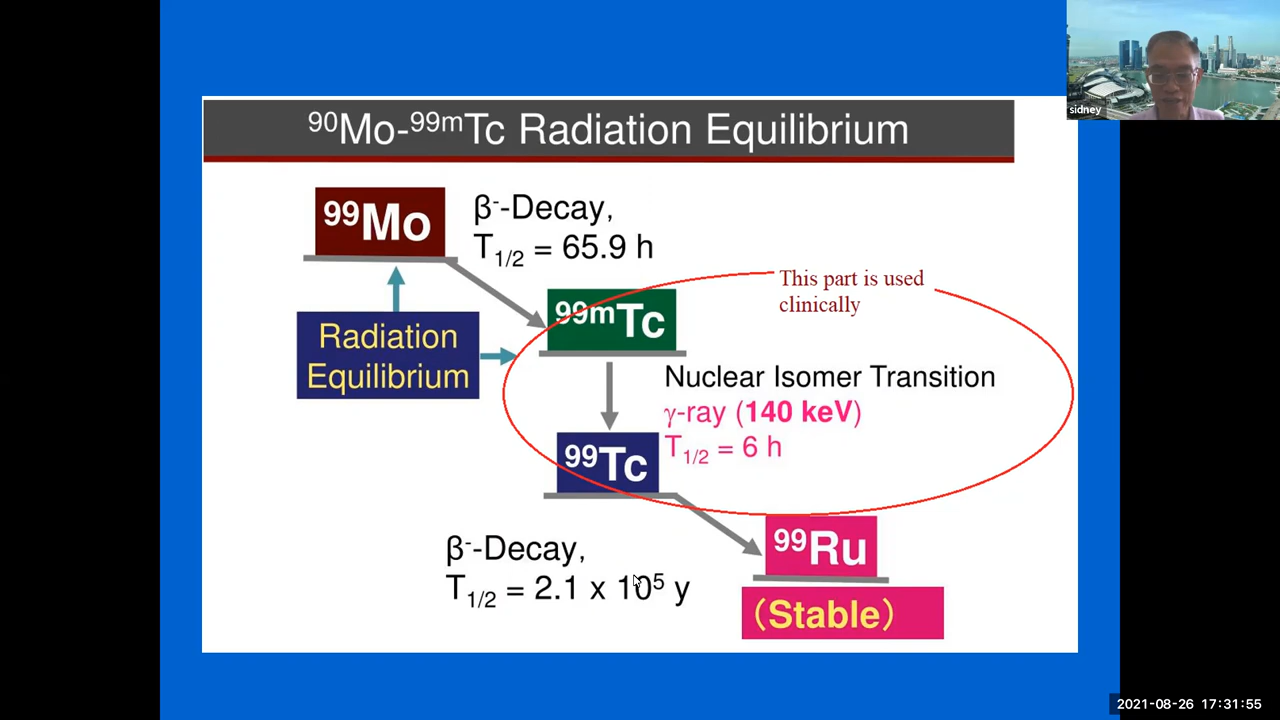 sidney
⁹⁰Mo-⁹⁹ᵐTc Radiation Equilibrium
⁹⁹Mo
β⁻-Decay,
T₁/₂ = 65.9 h
This part is used
clinically
⁹⁹ᵐTc
Radiation
Equilibrium
Nuclear Isomer Transition
γ-ray (140 keV)
T₁/₂ = 6 h
⁹⁹Tc
β⁻-Decay,
T₁/₂ = 2.1 x 10⁵ y
⁹⁹Ru
(Stable)
2021-08-26 17:31:55